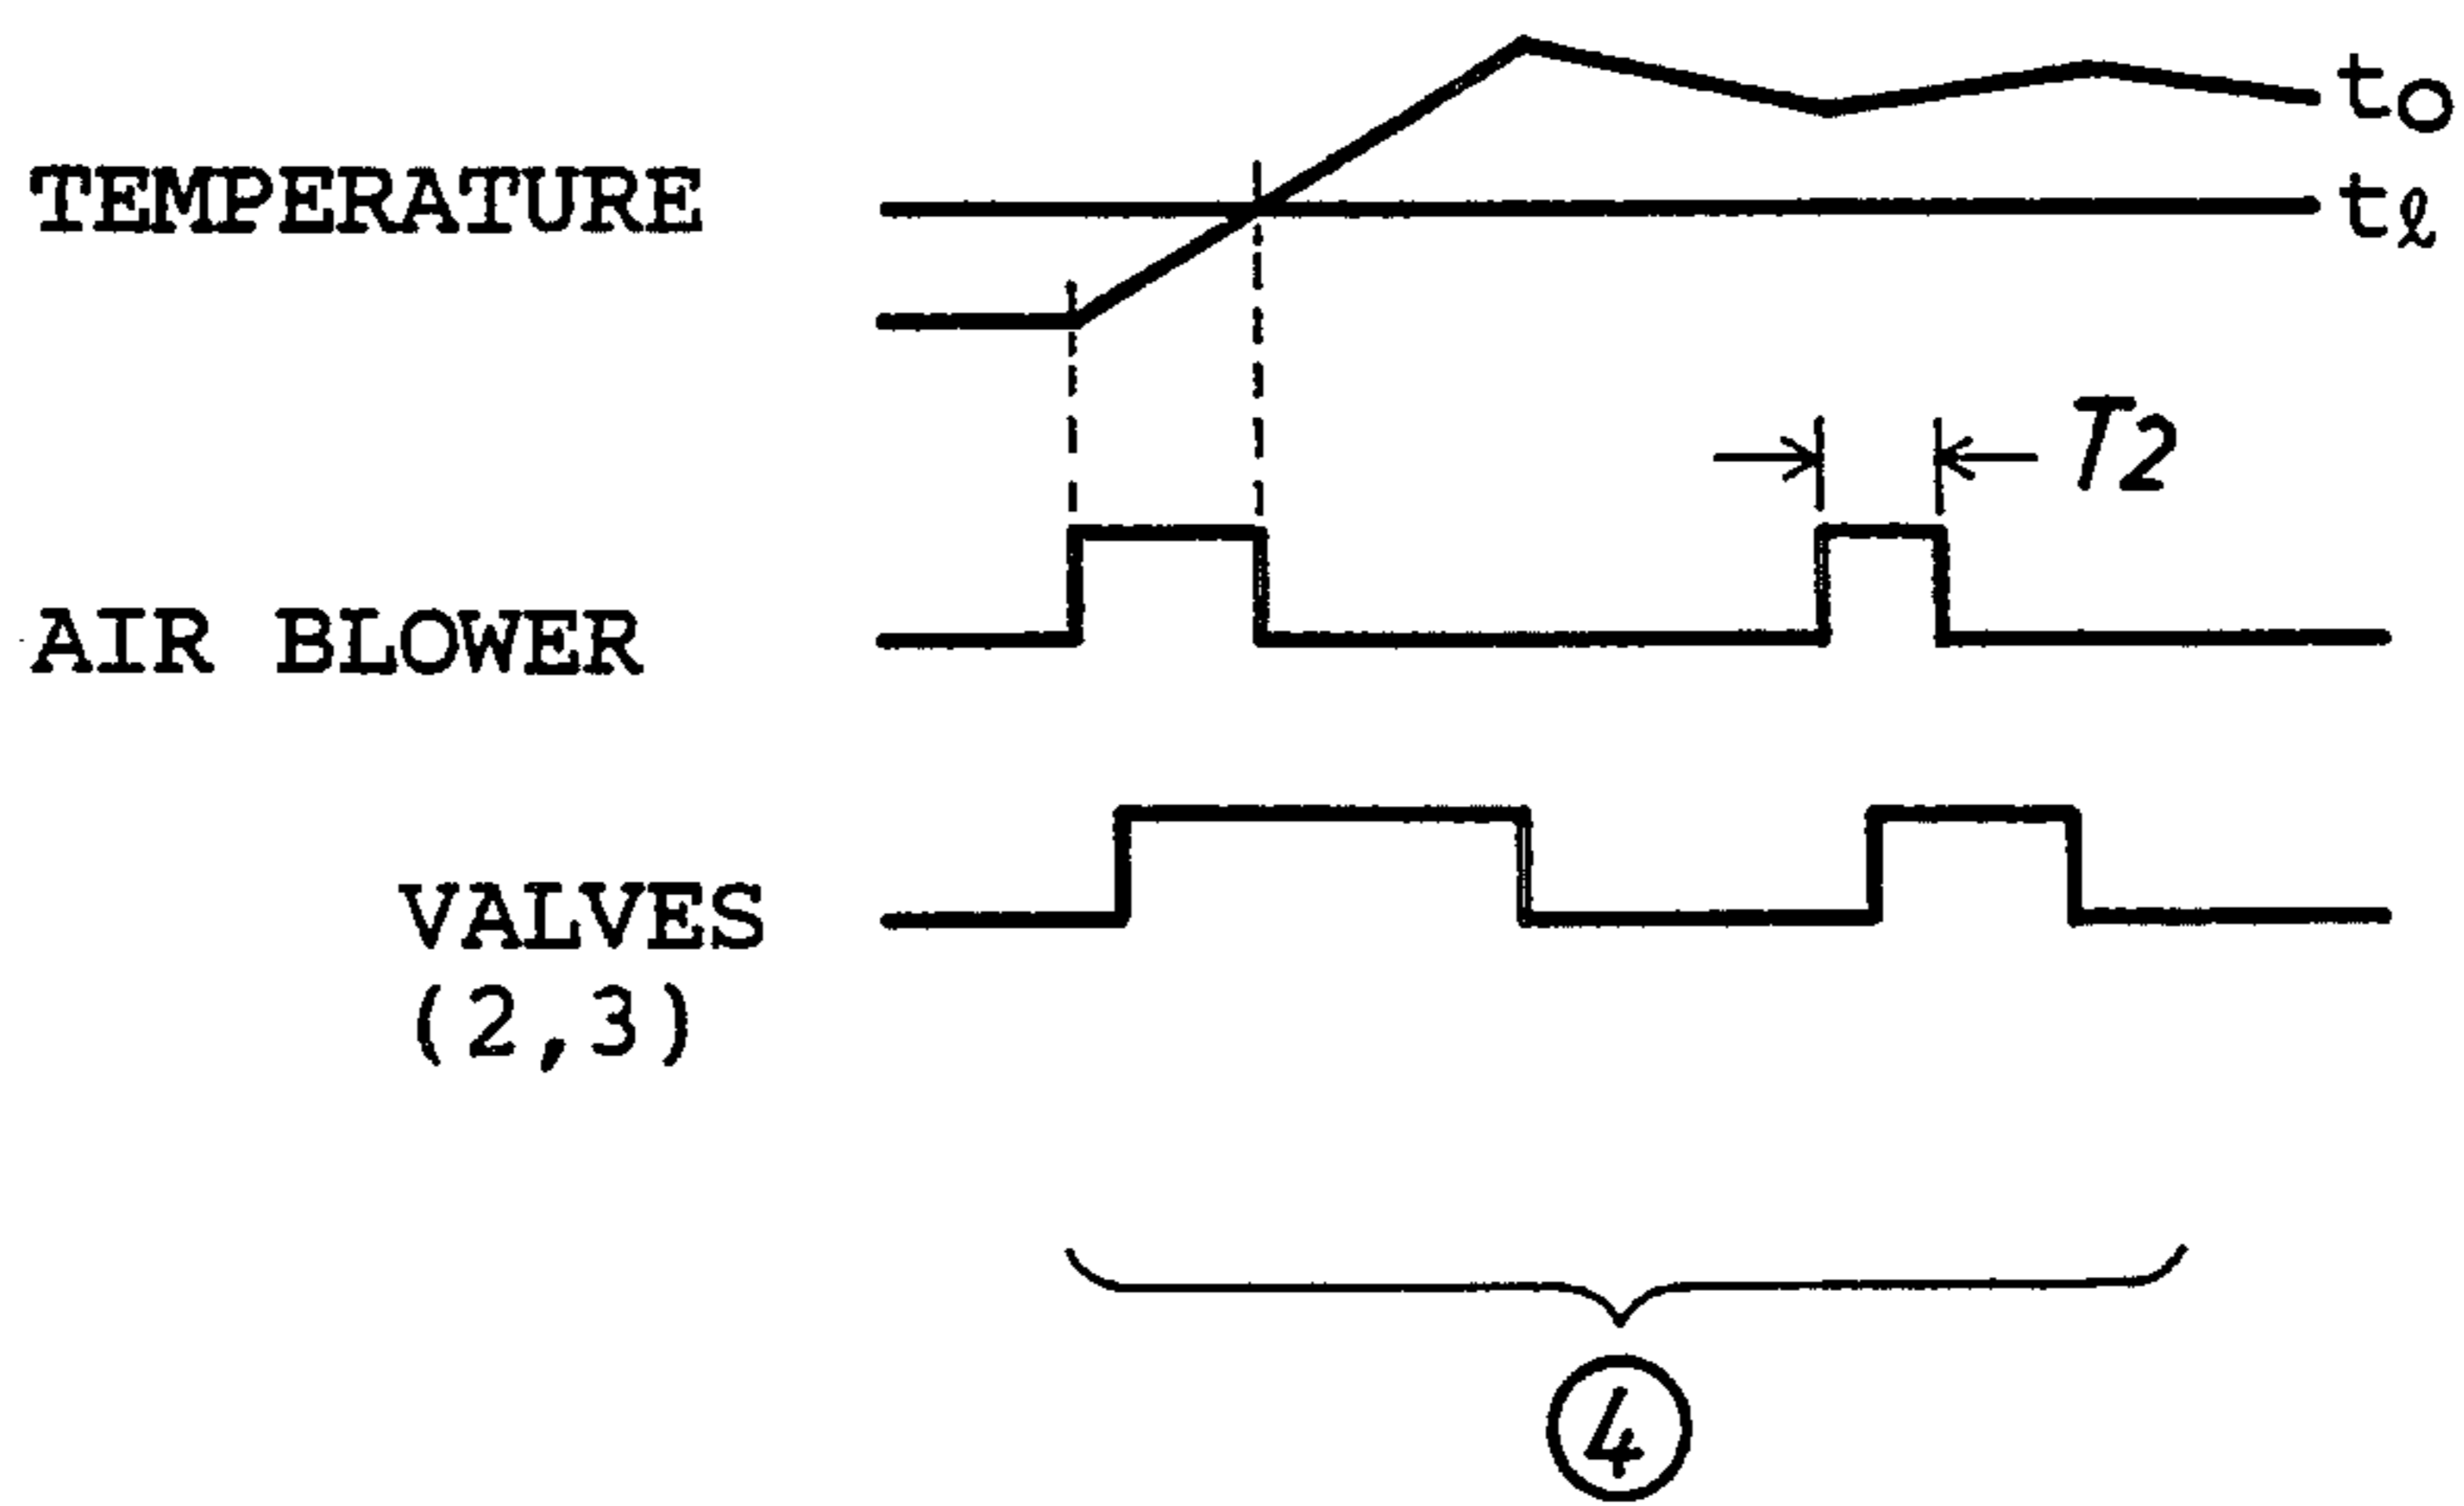 to
TEMPERATURE
tℓ
T2
AIR BLOWER
VALVES
(2,3)
④